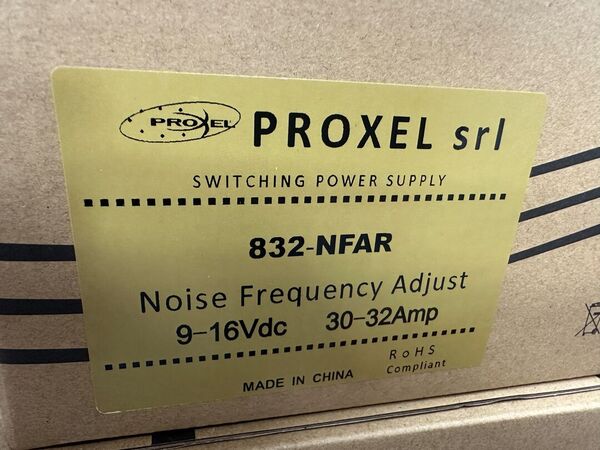 PROXEL PROXEL srl
SWITCHING POWER SUPPLY
832-NFAR
Noise Frequency Adjust
9-16Vdc 30-32Amp
RoHS
Compliant
MADE IN CHINA